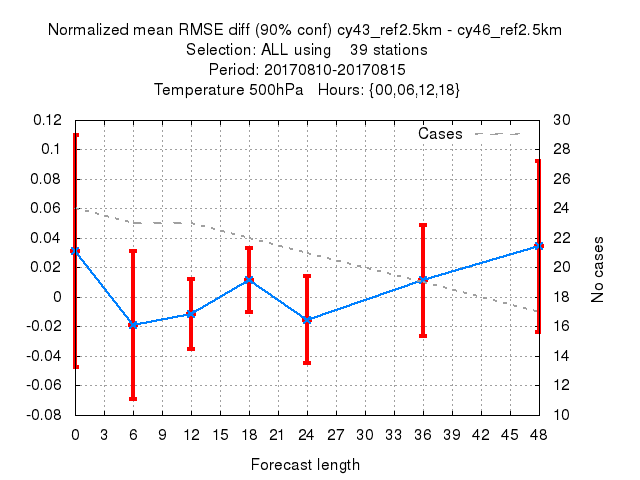 Normalized mean RMSE diff (90% conf) cy43_ref2.5km - cy46_ref2.5km
Selection: ALL using    39 stations
Period: 20170810-20170815
Temperature 500hPa   Hours: {00,06,12,18}
Cases
0.12
0.1
0.08
0.06
0.04
0.02
0
-0.02
-0.04
-0.06
-0.08
30
28
26
24
22
20
18
16
14
12
10
No cases
0 3 6 9 12 15 18 21 24 27 30 33 36 39 42 45 48
Forecast length